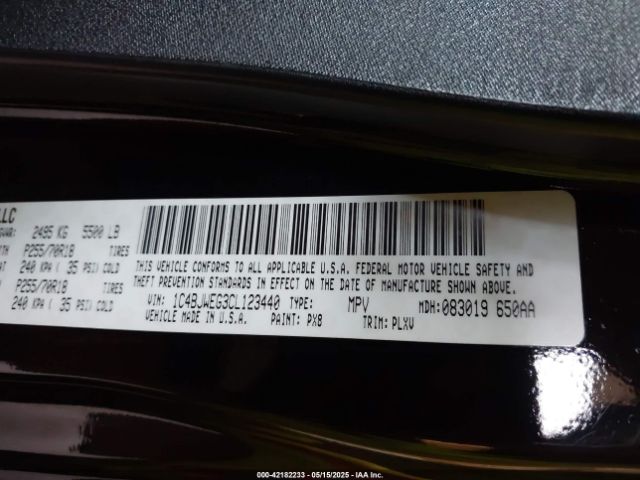 LLC
GVWR: 2495 KG 5500 LB
P255/70R18 TIRES
240 KPA ( 35 PSI) COLD
P255/70R18 TIRES
240 KPA ( 35 PSI) COLD
THIS VEHICLE CONFORMS TO ALL APPLICABLE U.S.A. FEDERAL MOTOR VEHICLE SAFETY AND
THEFT PREVENTION STANDARDS IN EFFECT ON THE DATE OF MANUFACTURE SHOWN ABOVE.
VIN: 1C4BJWEG3CL123440 TYPE: MPV MDH: 083019 650AA
VEHICLE MADE IN U.S.A. PAINT: PX8 TRIM: PLXV
000-42182233 - 05/15/2025 - IAA Inc.